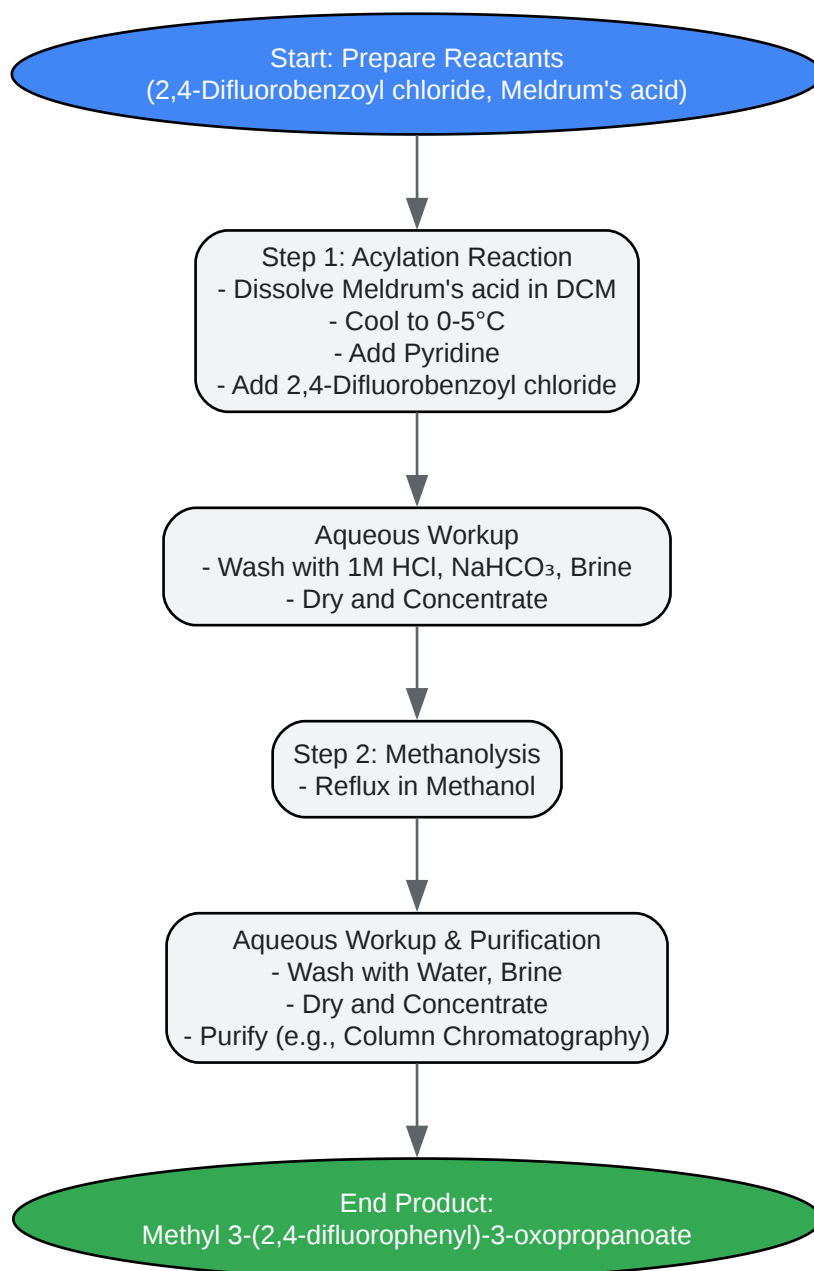 Start: Prepare Reactants
(2,4-Difluorobenzoyl chloride, Meldrum's acid)
Step 1: Acylation Reaction
- Dissolve Meldrum's acid in DCM
- Cool to 0-5°C
- Add Pyridine
- Add 2,4-Difluorobenzoyl chloride
Aqueous Workup
- Wash with 1M HCl, NaHCO₃, Brine
- Dry and Concentrate
Step 2: Methanolysis
- Reflux in Methanol
Aqueous Workup & Purification
- Wash with Water, Brine
- Dry and Concentrate
- Purify (e.g., Column Chromatography)
End Product:
Methyl 3-(2,4-difluorophenyl)-3-oxopropanoate